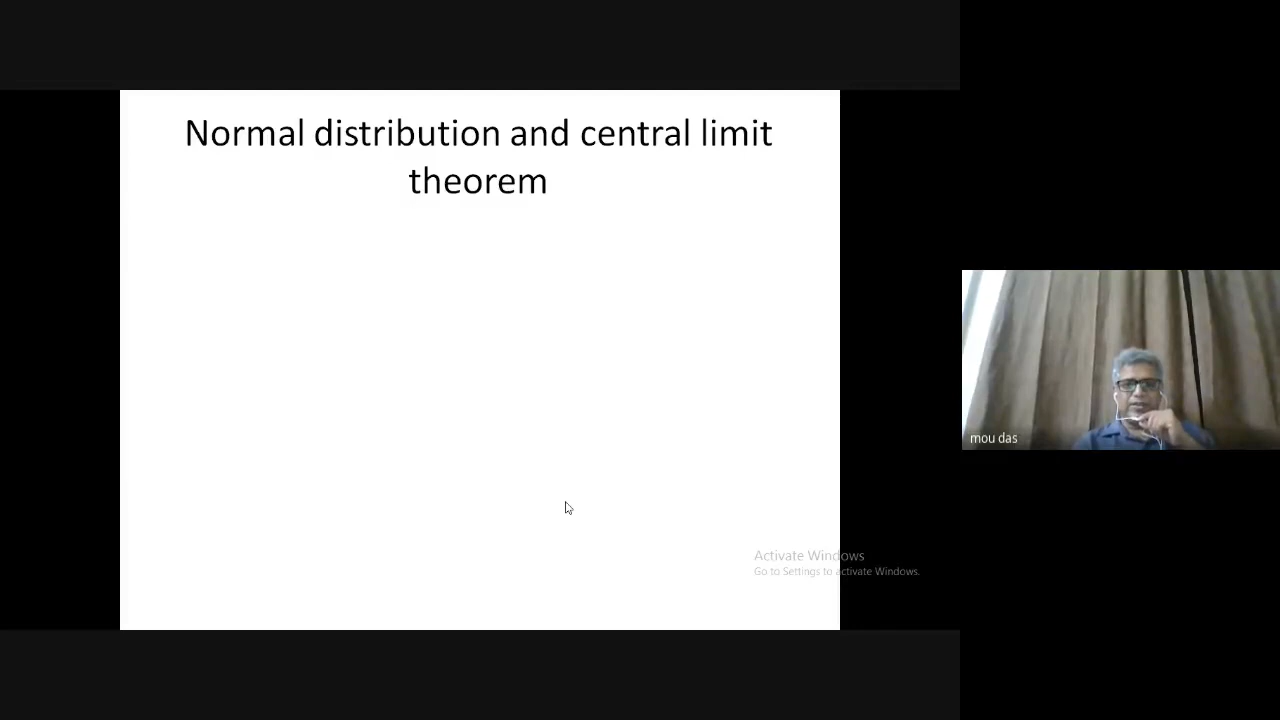 Normal distribution and central limit
theorem
mou das
Activate Windows
Go to Settings to activate Windows.